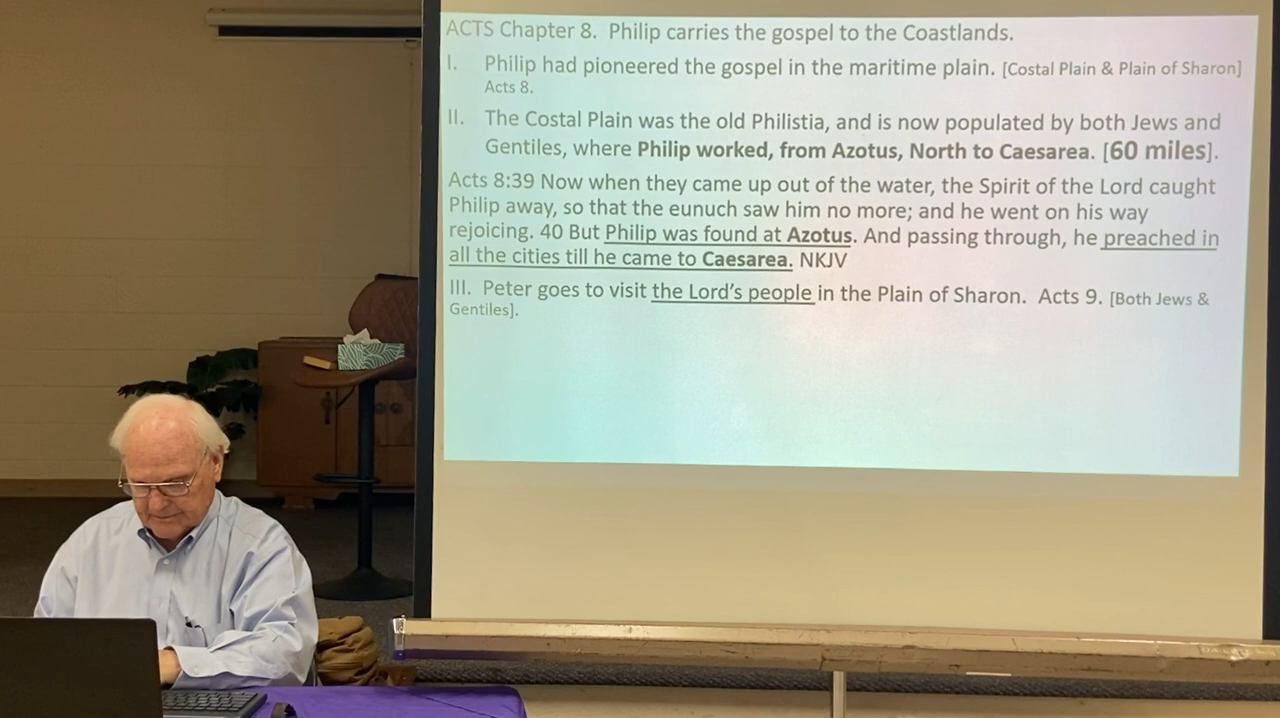 ACTS Chapter 8. Philip carries the gospel to the Coastlands.
I. Philip had pioneered the gospel in the maritime plain. [Costal Plain & Plain of Sharon]
Acts 8.
II. The Costal Plain was the old Philistia, and is now populated by both Jews and
Gentiles, where Philip worked, from Azotus, North to Caesarea. [60 miles].
Acts 8:39 Now when they came up out of the water, the Spirit of the Lord caught
Philip away, so that the eunuch saw him no more; and he went on his way
rejoicing. 40 But Philip was found at Azotus. And passing through, he preached in
all the cities till he came to Caesarea. NKJV
III. Peter goes to visit the Lord's people in the Plain of Sharon. Acts 9. [Both Jews &
Gentiles].